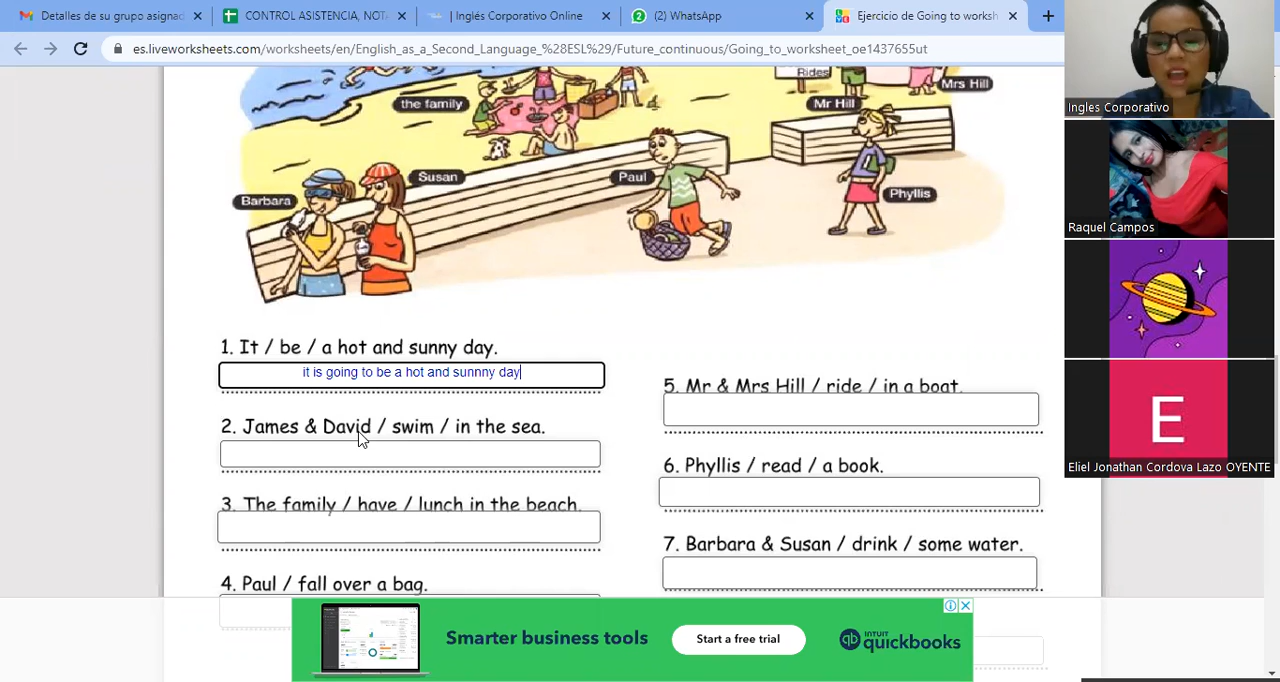 Detalles de su grupo asignad
CONTROL ASISTENCIA, NOT
Inglés Corporativo Online
(2) WhatsApp
Ejercicio de Going to worksh
es.liveworksheets.com/worksheets/en/English_as_a_Second_Language_%28ESL%29/Future_continuous/Going_to_worksheet_oe1437655ut
Rides
Mrs Hill
the family
Mr Hill
Susan
Paul
Barbara
Phyllis
1. It / be / a hot and sunny day.
it is going to be a hot and sunnny day
2. James & David / swim / in the sea.
3. The family / have / lunch in the beach.
4. Paul / fall over a bag.
5. Mr & Mrs Hill / ride / in a boat.
6. Phyllis / read / a book.
7. Barbara & Susan / drink / some water.
Smarter business tools
Start a free trial
INTUIT
quickbooks
Ingles Corporativo
Raquel Campos
E
Eliel Jonathan Cordova Lazo OYENTE